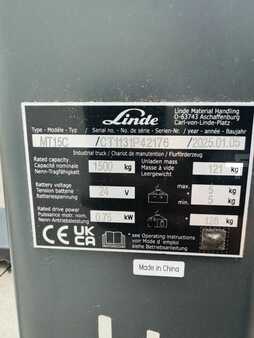 Linde
Linde Material Handling
D-63743 Aschaffenburg
Carl-von-Linde-Platz
Type - Modèle - Typ / Serial no. - No. de série - Serien-Nr. / year - année - Baujahr
MT15C / 2025.01.05
Industrial truck / Chariot de manutention / Flurförderzeug
Rated capacity
Capacité nominale
Nenn-Tragfähigkeit
1500 kg
Unladen mass
Masse à vide
Leergewicht
121 kg
Battery voltage
Tension batterie
Batteriespannung
24 V
max
5 kg
min
5 kg
Rated drive power
Puissance motr. nom.
Nenn-Antriebsleistung
0.75 kW
126 kg
CE UK CA
see Operating instructions
voir Mode d'emploi
siehe Betriebsanleitung
Made in China